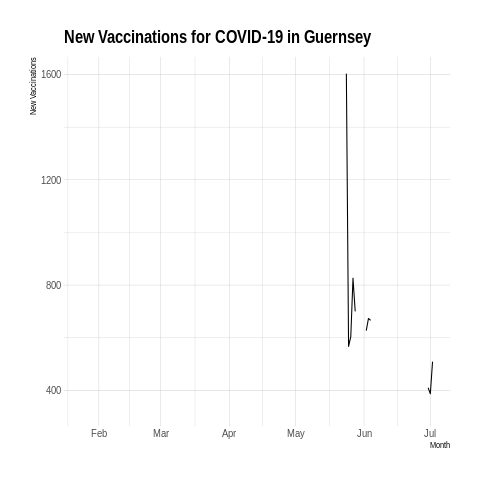 New Vaccinations for COVID-19 in Guernsey
New Vaccinations
1600
1200
800
400
Feb Mar Apr May Jun Jul
Month